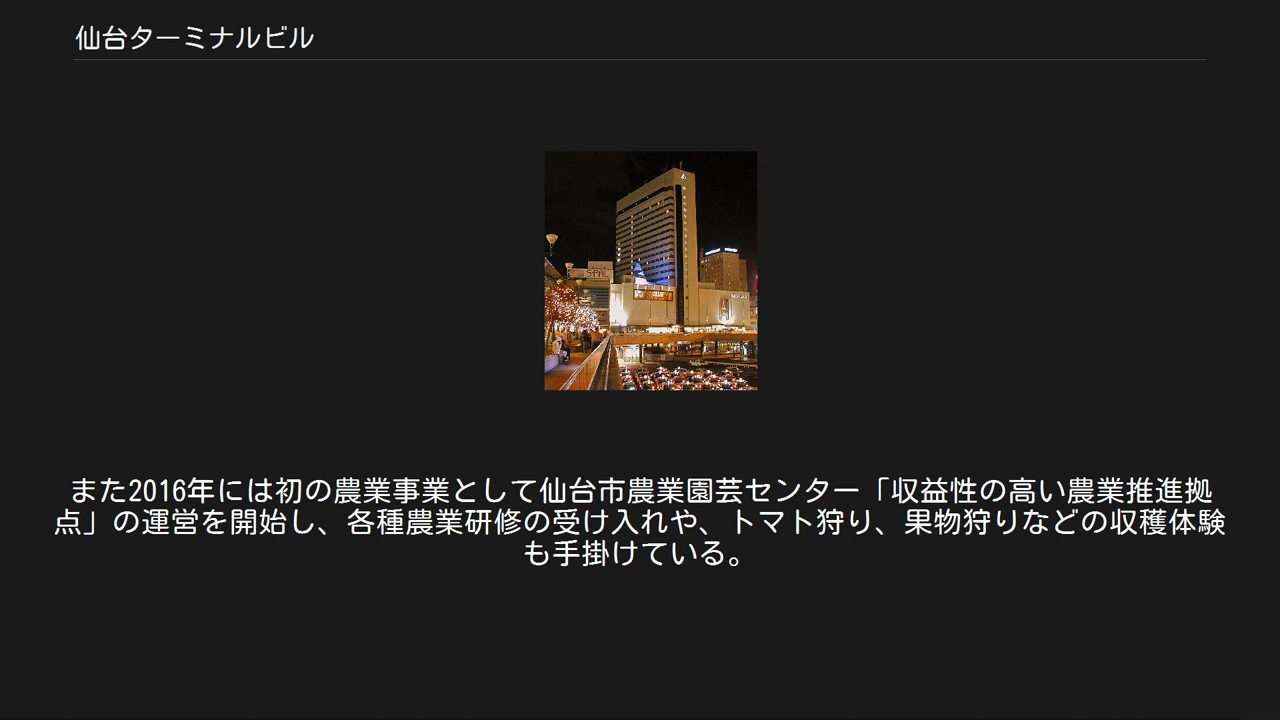 仙台ターミナルビル
S-PAL
また2016年には初の農業事業として仙台市農業園芸センター「収益性の高い農業推進拠
点」の運営を開始し、各種農業研修の受け入れや、トマト狩り、果物狩りなどの収穫体験
も手掛けている。